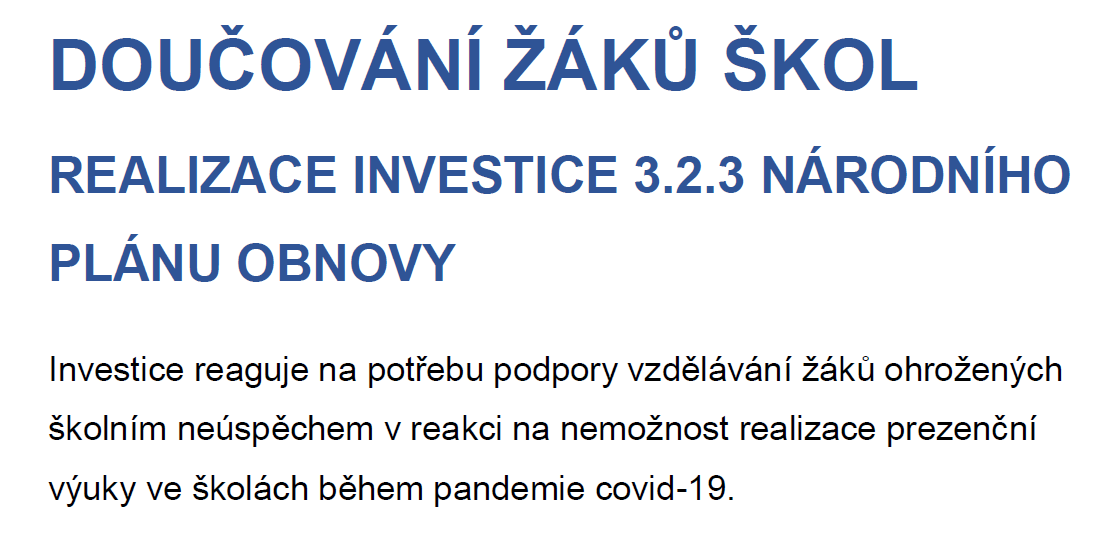 DOUČOVÁNÍ ŽÁKŮ ŠKOL
REALIZACE INVESTICE 3.2.3 NÁRODNÍHO
PLÁNU OBNOVY
Investice reaguje na potřebu podpory vzdělávání žáků ohrožených
školním neúspěchem v reakci na nemožnost realizace prezenční
výuky ve školách během pandemie covid-19.